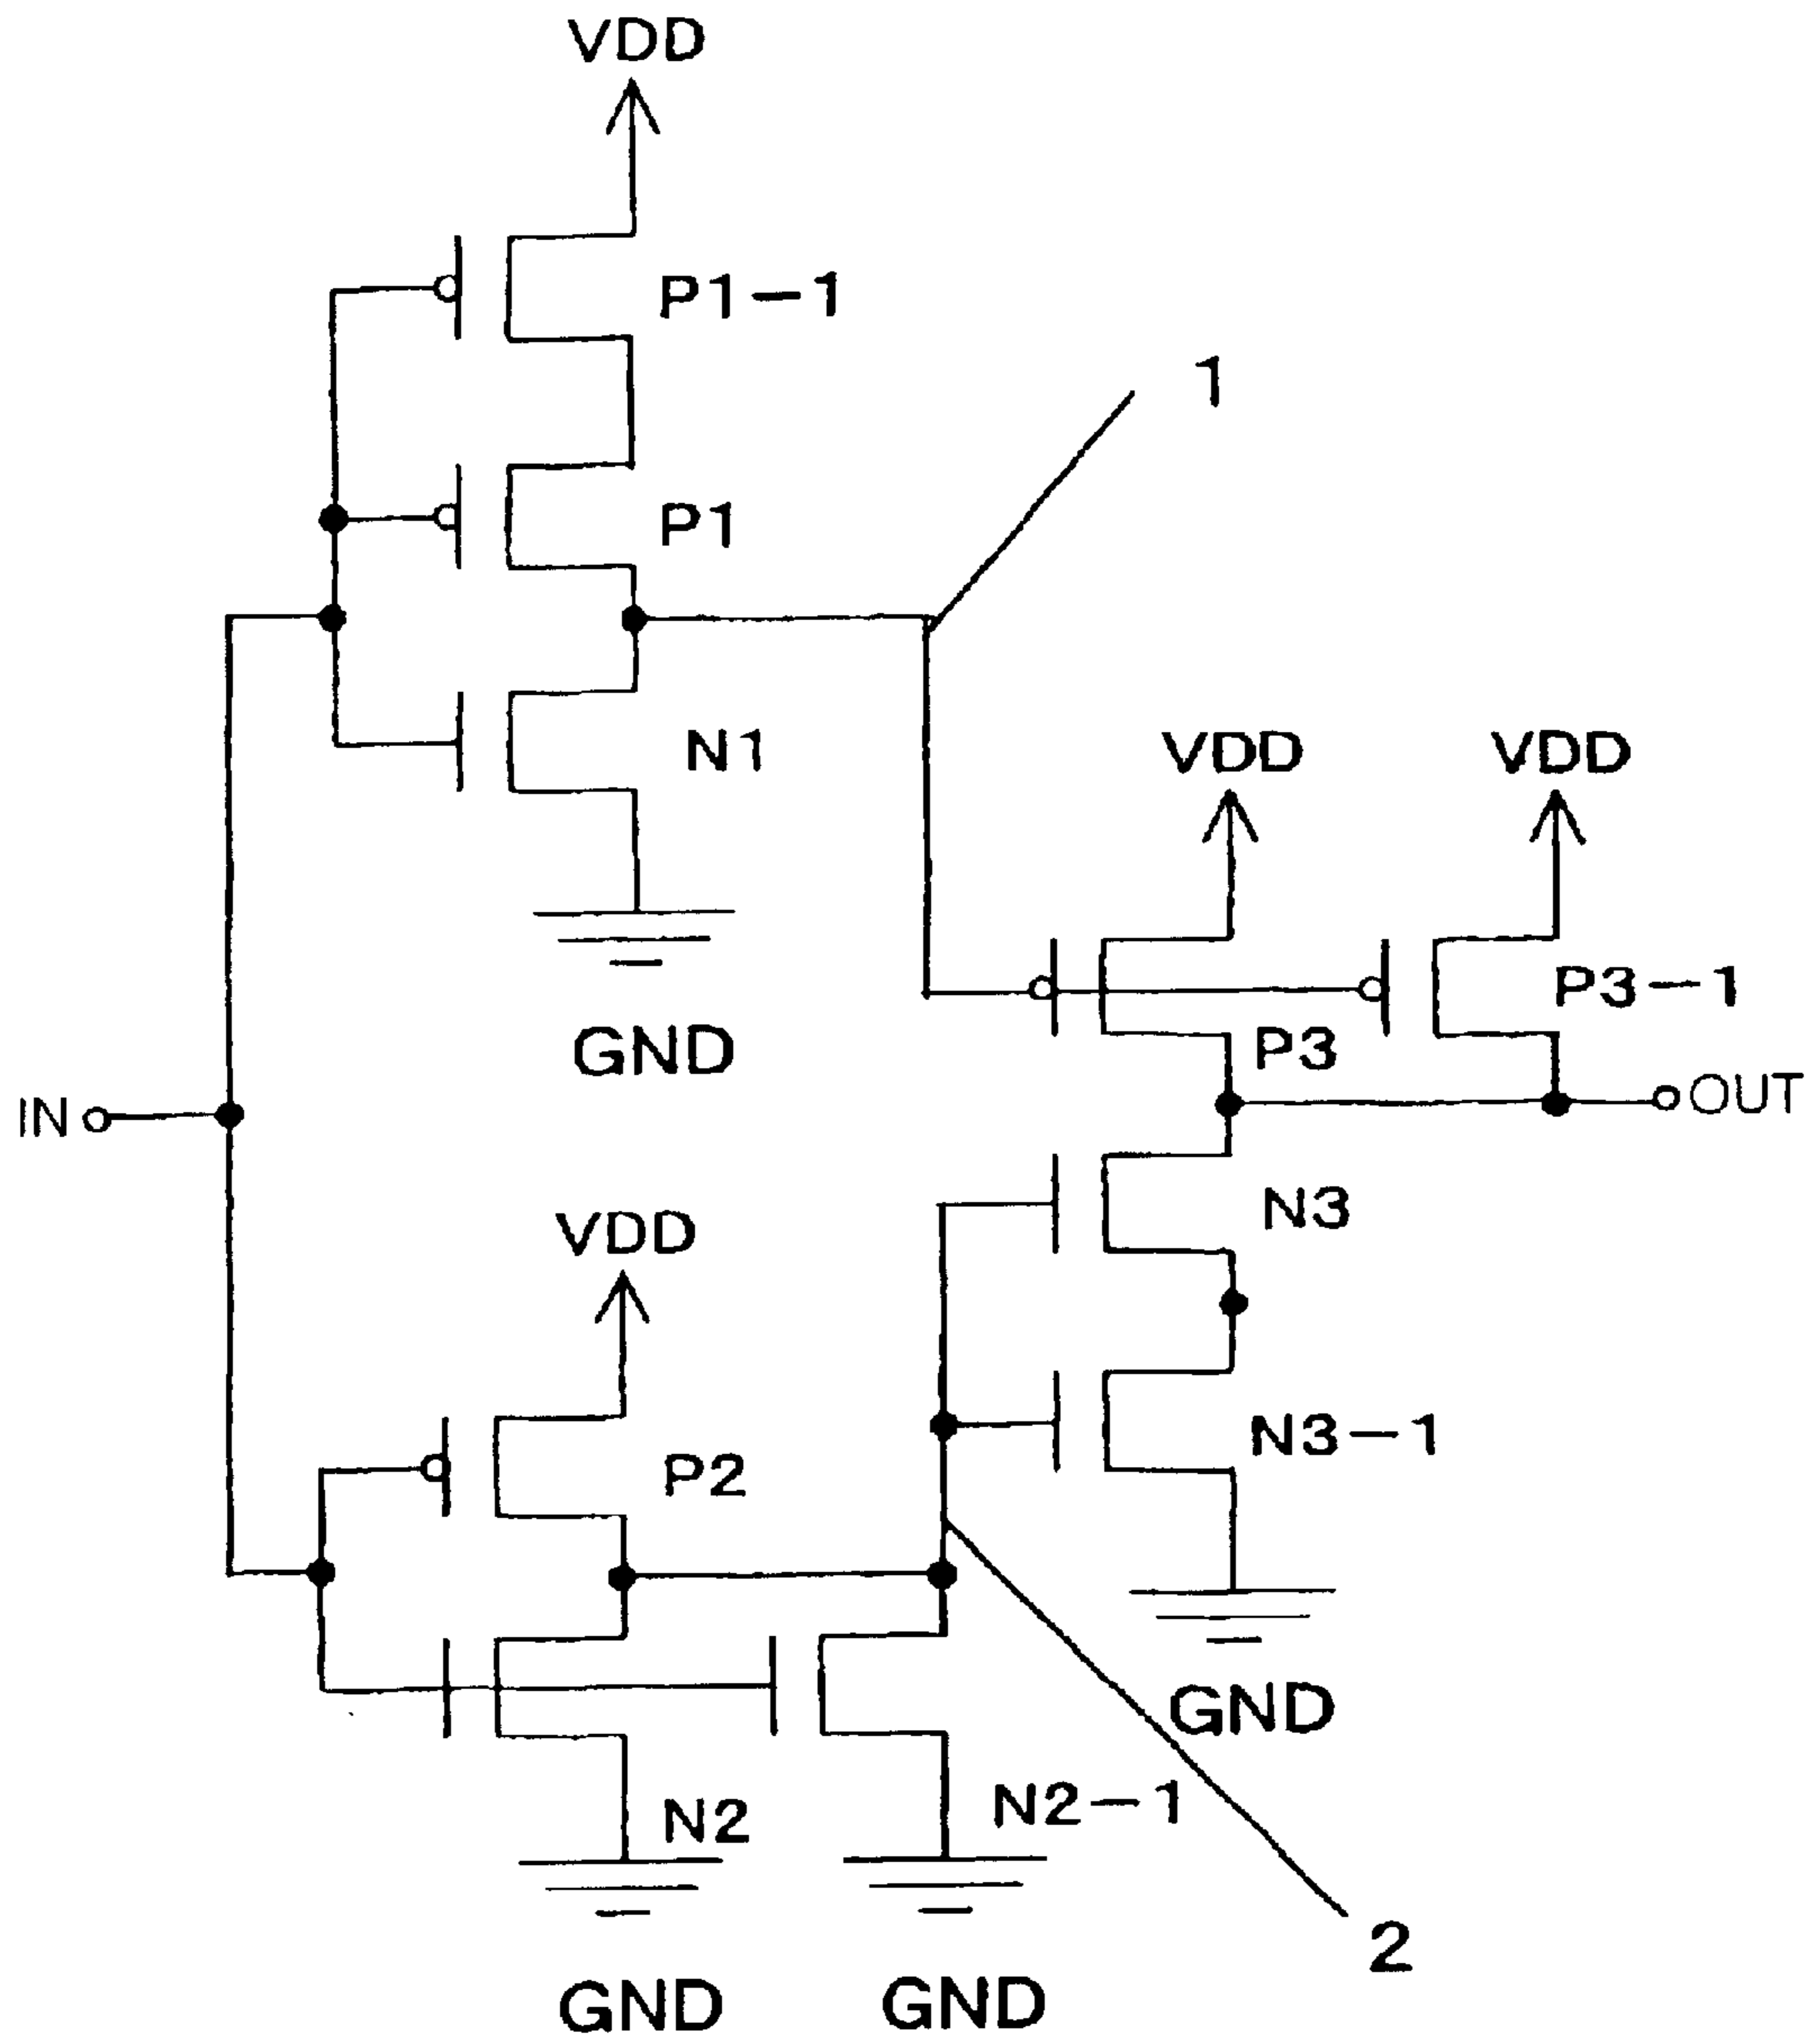 VDD
P1-1
1
P1
N1
VDD
VDD
P3-1
GND
P3
IN
OUT
N3
VDD
N3-1
P2
GND
N2-1
N2
2
GND
GND